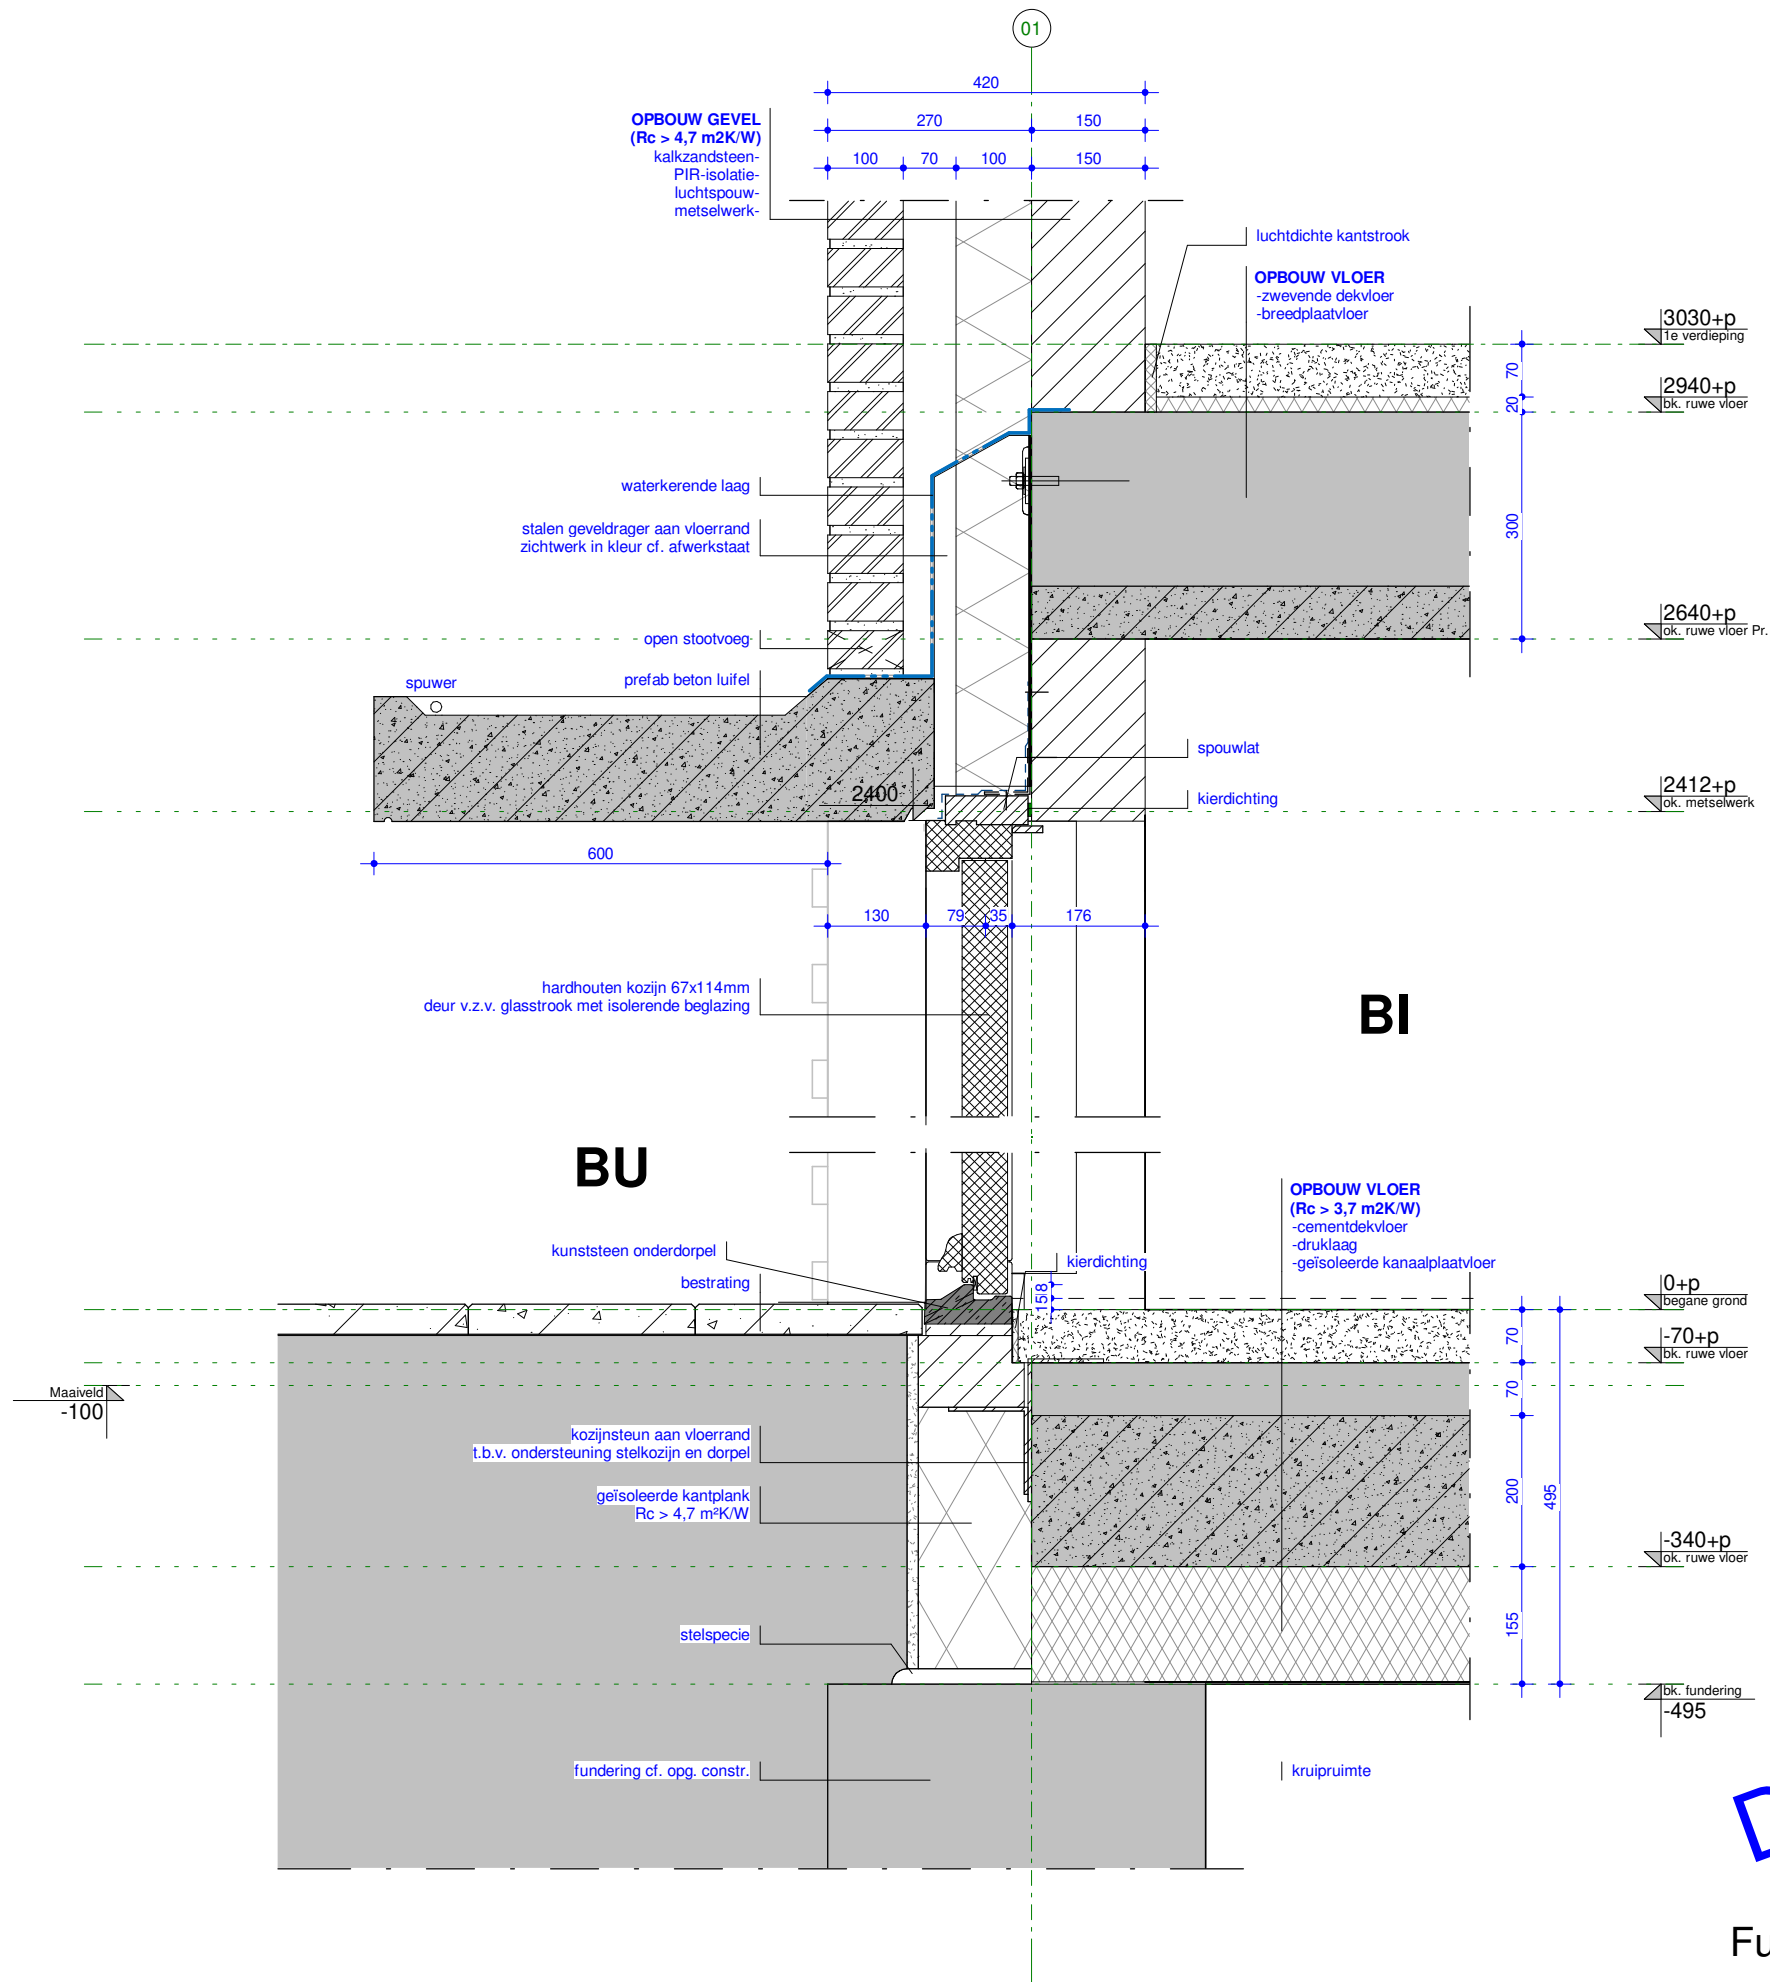 01
420
270 150
100 70 100 150
OPBOUW GEVEL
(Rc > 4,7 m2K/W)
kalkzandsteen-
PIR-isolatie-
luchtspouw-
metselwerk-
luchtdichte kantstrook
OPBOUW VLOER
-zwevende dekvloer
-breedplaatvloer
3030+p
1e verdieping
70
2940+p
bk. ruwe vloer
20
waterkerende laag
stalen geveldrager aan vloerrand
zichtwerk in kleur cf. afwerkstaat
300
open stootvoeg
2640+p
ok. ruwe vloer Pr.
spuwer
prefab beton luifel
spouwlat
2400
kierdichting
2412+p
ok. metselwerk
600
130 79 35 176
hardhouten kozijn 67x114mm
deur v.z.v. glasstrook met isolerende beglazing
BI
BU
OPBOUW VLOER
(Rc > 3,7 m2K/W)
-cementdekvloer
-druklaag
-geïsoleerde kanaalplaatvloer
kunststeen onderdorpel
kierdichting
bestrating
15 8
0+p
begane grond
70
-70+p
bk. ruwe vloer
70
Maaiveld
-100
kozijnsteun aan vloerrand
t.b.v. ondersteuning stelkozijn en dorpel
geïsoleerde kantplank
Rc > 4,7 m²K/W
200
495
-340+p
ok. ruwe vloer
155
stelspecie
bk. fundering
-495
fundering cf. opg. constr.
kruipruimte
Fu